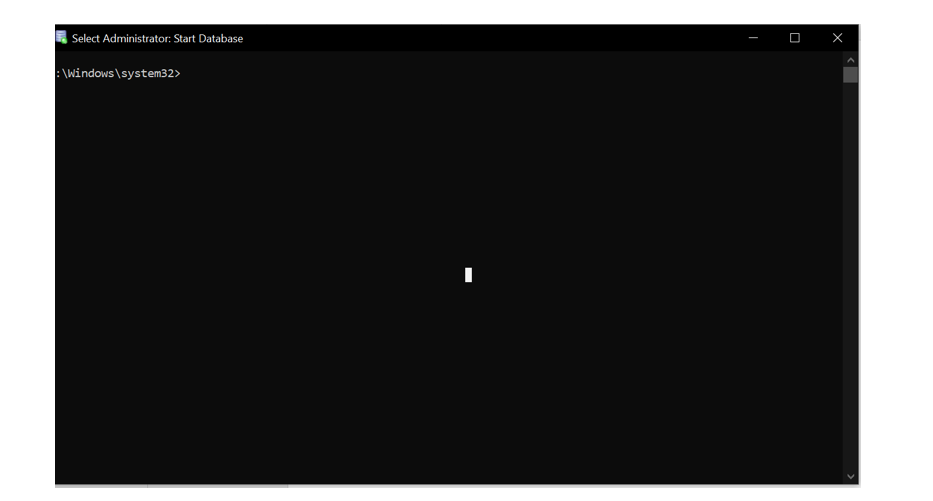 Select Administrator: Start Database
:\Windows\system32>